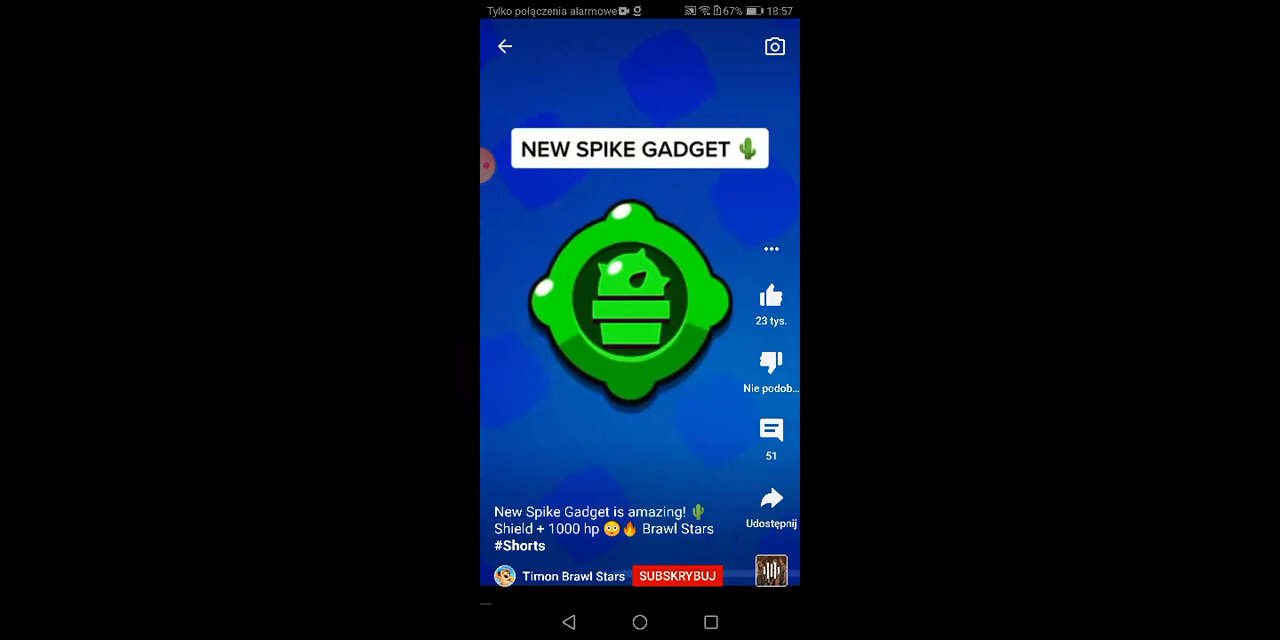 Tylko połączenia alarmowe
67% 18:57
NEW SPIKE GADGET 🌵
23 tys.
Nie podob...
51
Udostępnij
New Spike Gadget is amazing! 🌵
Shield + 1000 hp 😳🔥 Brawl Stars
#Shorts
Timon Brawl Stars SUBSKRYBUJ